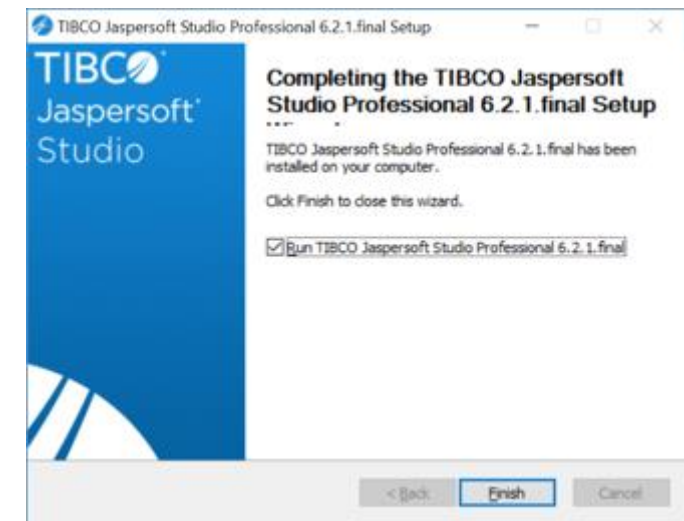 TIBCO Jaspersoft Studio Professional 6.2.1.final Setup
TIBCO
Jaspersoft
Studio
Completing the TIBCO Jaspersoft
Studio Professional 6.2.1.final Setup
TIBCO Jaspersoft Studio Professional 6.2.1.final has been
installed on your computer.
Click Finish to close this wizard.
Run TIBCO Jaspersoft Studio Professional 6.2.1.final
< Back
Finish
Cancel